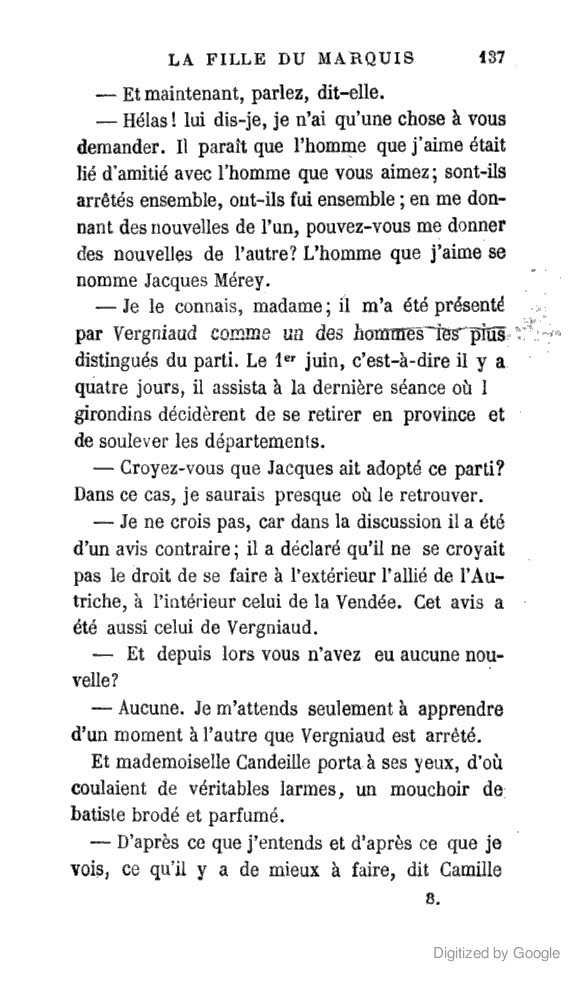 LA FILLE DU MARQUIS 137
— Et maintenant, parlez, dit-elle.
— Hélas! lui dis-je, je n'ai qu'une chose à vous
demander. Il paraît que l'homme que j'aime était
lié d'amitié avec l'homme que vous aimez; sont-ils
arrêtés ensemble, ont-ils fui ensemble; en me don-
nant des nouvelles de l'un, pouvez-vous me donner
des nouvelles de l'autre? L'homme que j'aime se
nomme Jacques Mérey.
— Je le connais, madame; il m'a été présenté
par Vergniaud comme un des hommes les plus
distingués du parti. Le 1er juin, c'est-à-dire il y a
quatre jours, il assista à la dernière séance où l
girondins décidèrent de se retirer en province et
de soulever les départements.
— Croyez-vous que Jacques ait adopté ce parti?
Dans ce cas, je saurais presque où le retrouver.
— Je ne crois pas, car dans la discussion il a été
d'un avis contraire; il a déclaré qu'il ne se croyait
pas le droit de se faire à l'extérieur l'allié de l'Au-
triche, à l'intérieur celui de la Vendée. Cet avis a
été aussi celui de Vergniaud.
— Et depuis lors vous n'avez eu aucune nou-
velle?
— Aucune. Je m'attends seulement à apprendre
d'un moment à l'autre que Vergniaud est arrêté.
Et mademoiselle Candeille porta à ses yeux, d'où
coulaient de véritables larmes, un mouchoir de
batiste brodé et parfumé.
— D'après ce que j'entends et d'après ce que je
vois, ce qu'il y a de mieux à faire, dit Camille
8.
Digitized by Google